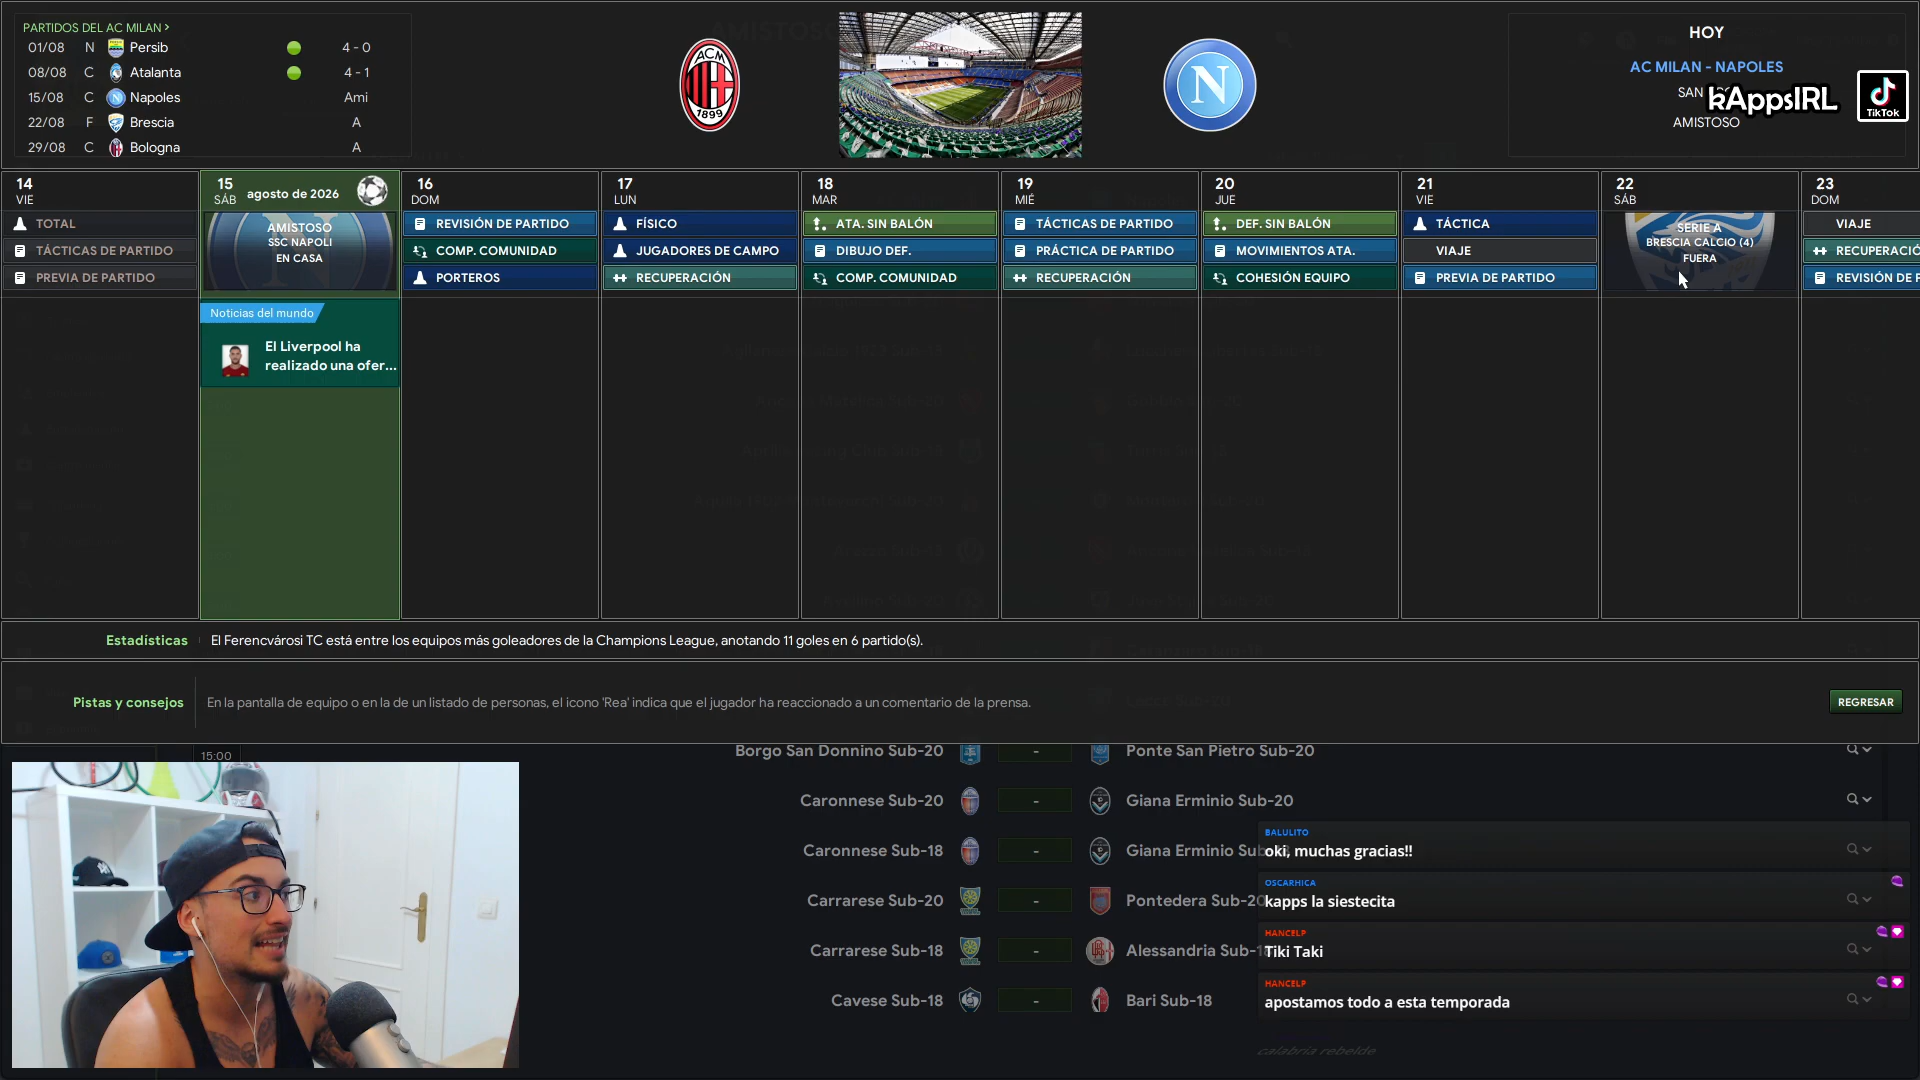 PARTIDOS DEL AC MILAN >
01/08 N Persib 4 - 0
08/08 C Atalanta 4 - 1
15/08 C Napoles Ami
22/08 F Brescia A
29/08 C Bologna A
ACM
1899
N
HOY
AC MILAN - NAPOLES
SAN
kAppsIRL
TikTok
AMISTOSO
14
VIE
TOTAL
TÁCTICAS DE PARTIDO
PREVIA DE PARTIDO
15
SÁB
agosto de 2026
AMISTOSO
SSC NAPOLI
EN CASA
Noticias del mundo
El Liverpool ha
realizado una ofer...
16
DOM
REVISIÓN DE PARTIDO
COMP. COMUNIDAD
PORTEROS
17
LUN
FÍSICO
JUGADORES DE CAMPO
RECUPERACIÓN
18
MAR
ATA. SIN BALÓN
DIBUJO DEF.
COMP. COMUNIDAD
19
MIÉ
TÁCTICAS DE PARTIDO
PRÁCTICA DE PARTIDO
RECUPERACIÓN
20
JUE
DEF. SIN BALÓN
MOVIMIENTOS ATA.
COHESIÓN EQUIPO
21
VIE
TÁCTICA
VIAJE
PREVIA DE PARTIDO
22
SÁB
SERIE A
BRESCIA CALCIO (4)
FUERA
23
DOM
VIAJE
RECUPERACIÓ
REVISIÓN DE F
Estadísticas
El Ferencvárosi TC está entre los equipos más goleadores de la Champions League, anotando 11 goles en 6 partido(s).
Pistas y consejos
En la pantalla de equipo o en la de un listado de personas, el icono 'Rea' indica que el jugador ha reaccionado a un comentario de la prensa.
REGRESAR
15:00
Borgo San Donnino Sub-20 - Ponte San Pietro Sub-20
Caronnese Sub-20 - Giana Erminio Sub-20
Caronnese Sub-18 - Giana Erminio Sub
Carrarese Sub-20 - Pontedera Sub-20
Carrarese Sub-18 - Alessandria Sub-1
Cavese Sub-18 - Bari Sub-18
BALULITO
oki, muchas gracias!!
OSCARHICA
kapps la siestecita
HANCELP
Tiki Taki
HANCELP
apostamos todo a esta temporada
calabria rebelde